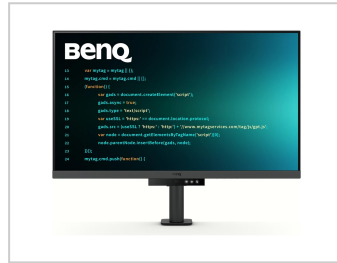 BenQ
13 var mytag = mytag || {};
14 mytag.cmd = mytag.cmd || [];
15 (function() {
16 var gads = document.createElement('script');
17 gads.async = true;
18 gads.type = 'text/script';
19 var useSSL = 'https:' == document.location.protocol;
20 gads.src = (useSSL ? 'https:' : 'http:') + '//www.mytagservices.com/tag/js/gpt.js';
21 var node = document.getElementsByTagName('script')[0];
22 node.parentNode.insertBefore(gads, node);
23 })();
24 mytag.cmd.push(function() {